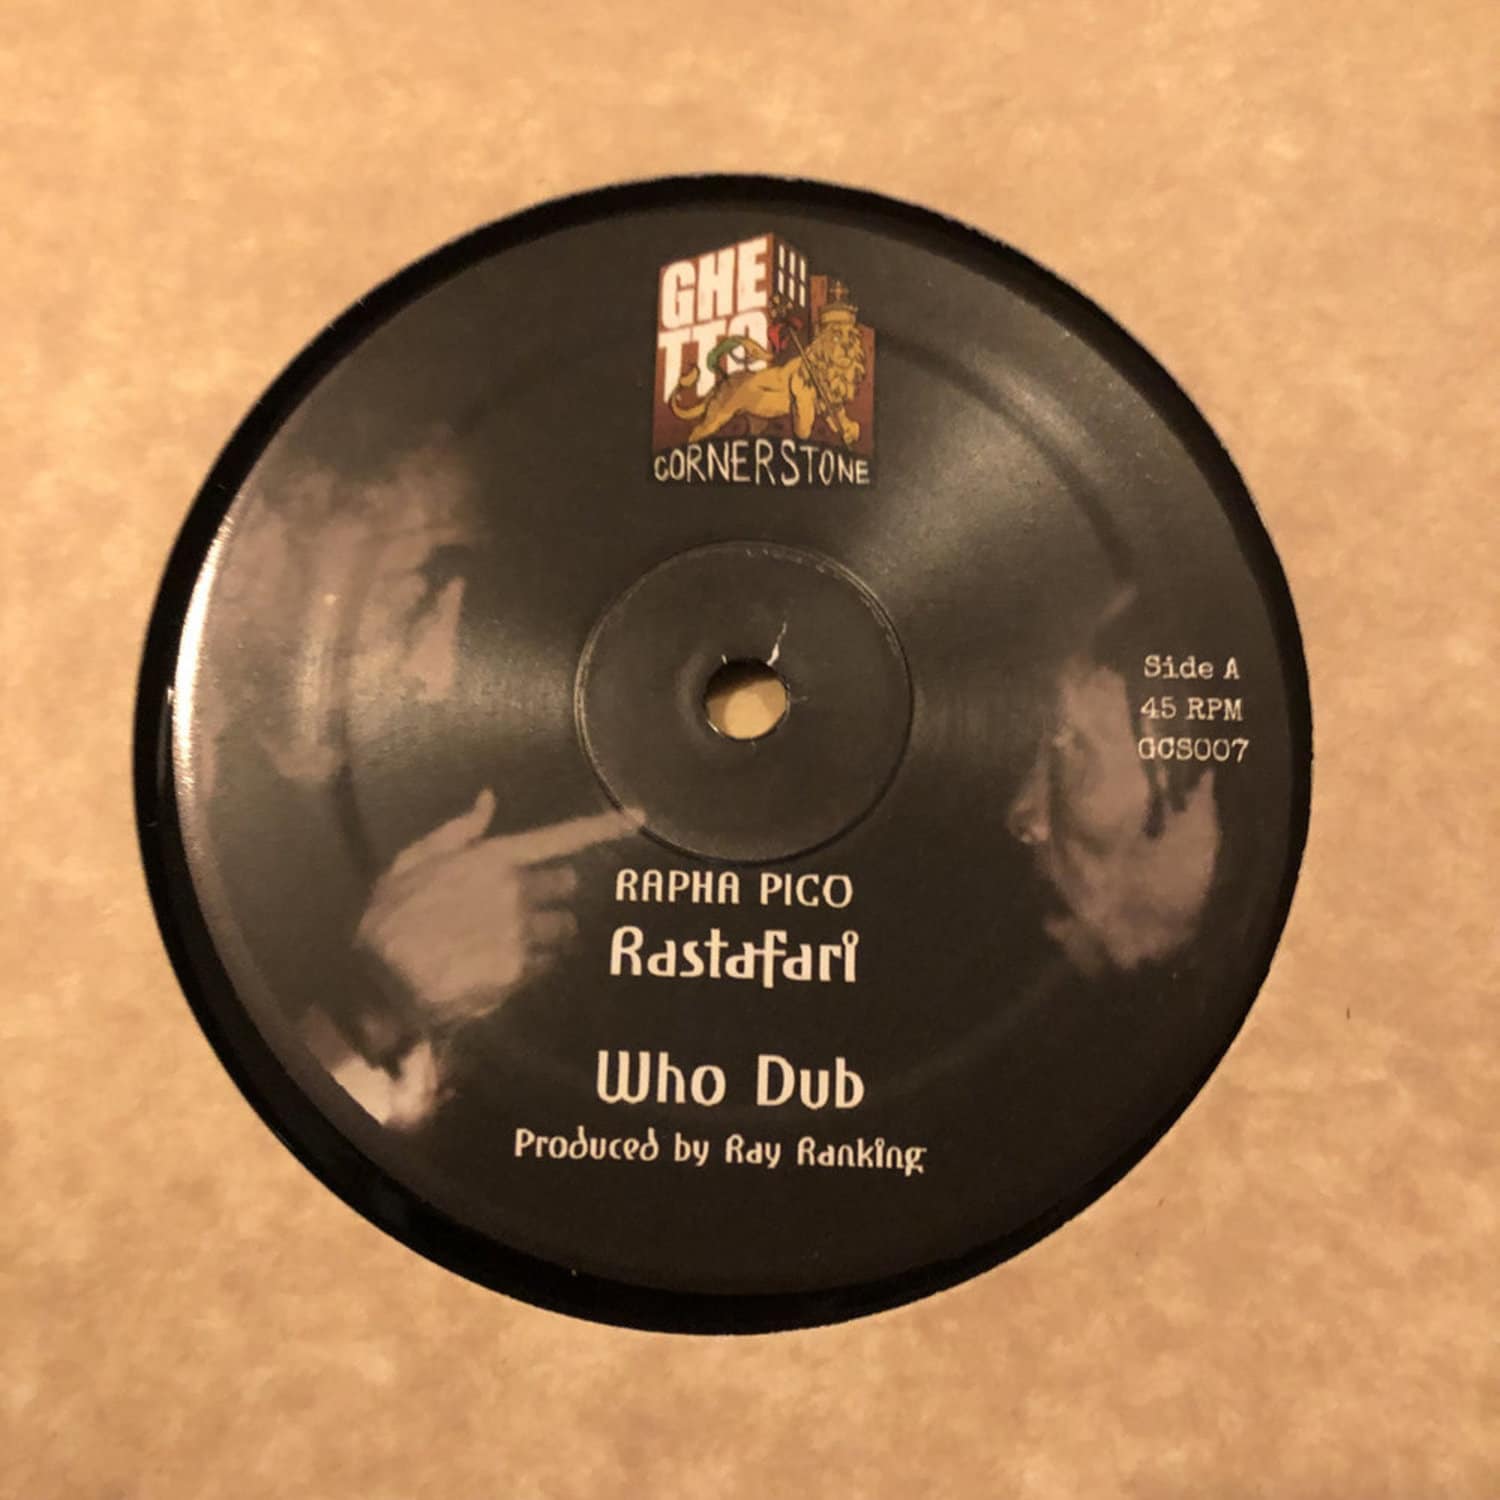 GHE
TTO
CORNERSTONE
Side A
45 RPM
GCS007
RAPHA PICO
Rastafari
Who Dub
Produced by Ray Ranking